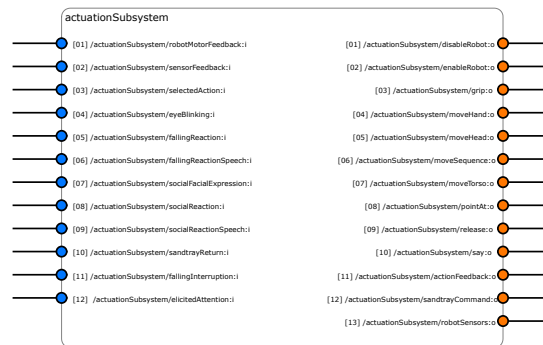 actuationSubsystem
[01] /actuationSubsystem/robotMotorFeedback:i
[02] /actuationSubsystem/sensorFeedback:i
[03] /actuationSubsystem/selectedAction:i
[04] /actuationSubsystem/eyeBlinking:i
[05] /actuationSubsystem/fallingReaction:i
[06] /actuationSubsystem/fallingReactionSpeech:i
[07] /actuationSubsystem/socialFacialExpression:i
[08] /actuationSubsystem/socialReaction:i
[09] /actuationSubsystem/socialReactionSpeech:i
[10] /actuationSubsystem/sandtrayReturn:i
[11] /actuationSubsystem/fallingInterruption:i
[12] /actuationSubsystem/elicitedAttention:i
[01] /actuationSubsystem/disableRobot:o
[02] /actuationSubsystem/enableRobot:o
[03] /actuationSubsystem/grip:o
[04] /actuationSubsystem/moveHand:o
[05] /actuationSubsystem/moveHead:o
[06] /actuationSubsystem/moveSequence:o
[07] /actuationSubsystem/moveTorso:o
[08] /actuationSubsystem/pointAt:o
[09] /actuationSubsystem/release:o
[10] /actuationSubsystem/say:o
[11] /actuationSubsystem/actionFeedback:o
[12] /actuationSubsystem/sandtrayCommand:o
[13] /actuationSubsystem/robotSensors:o